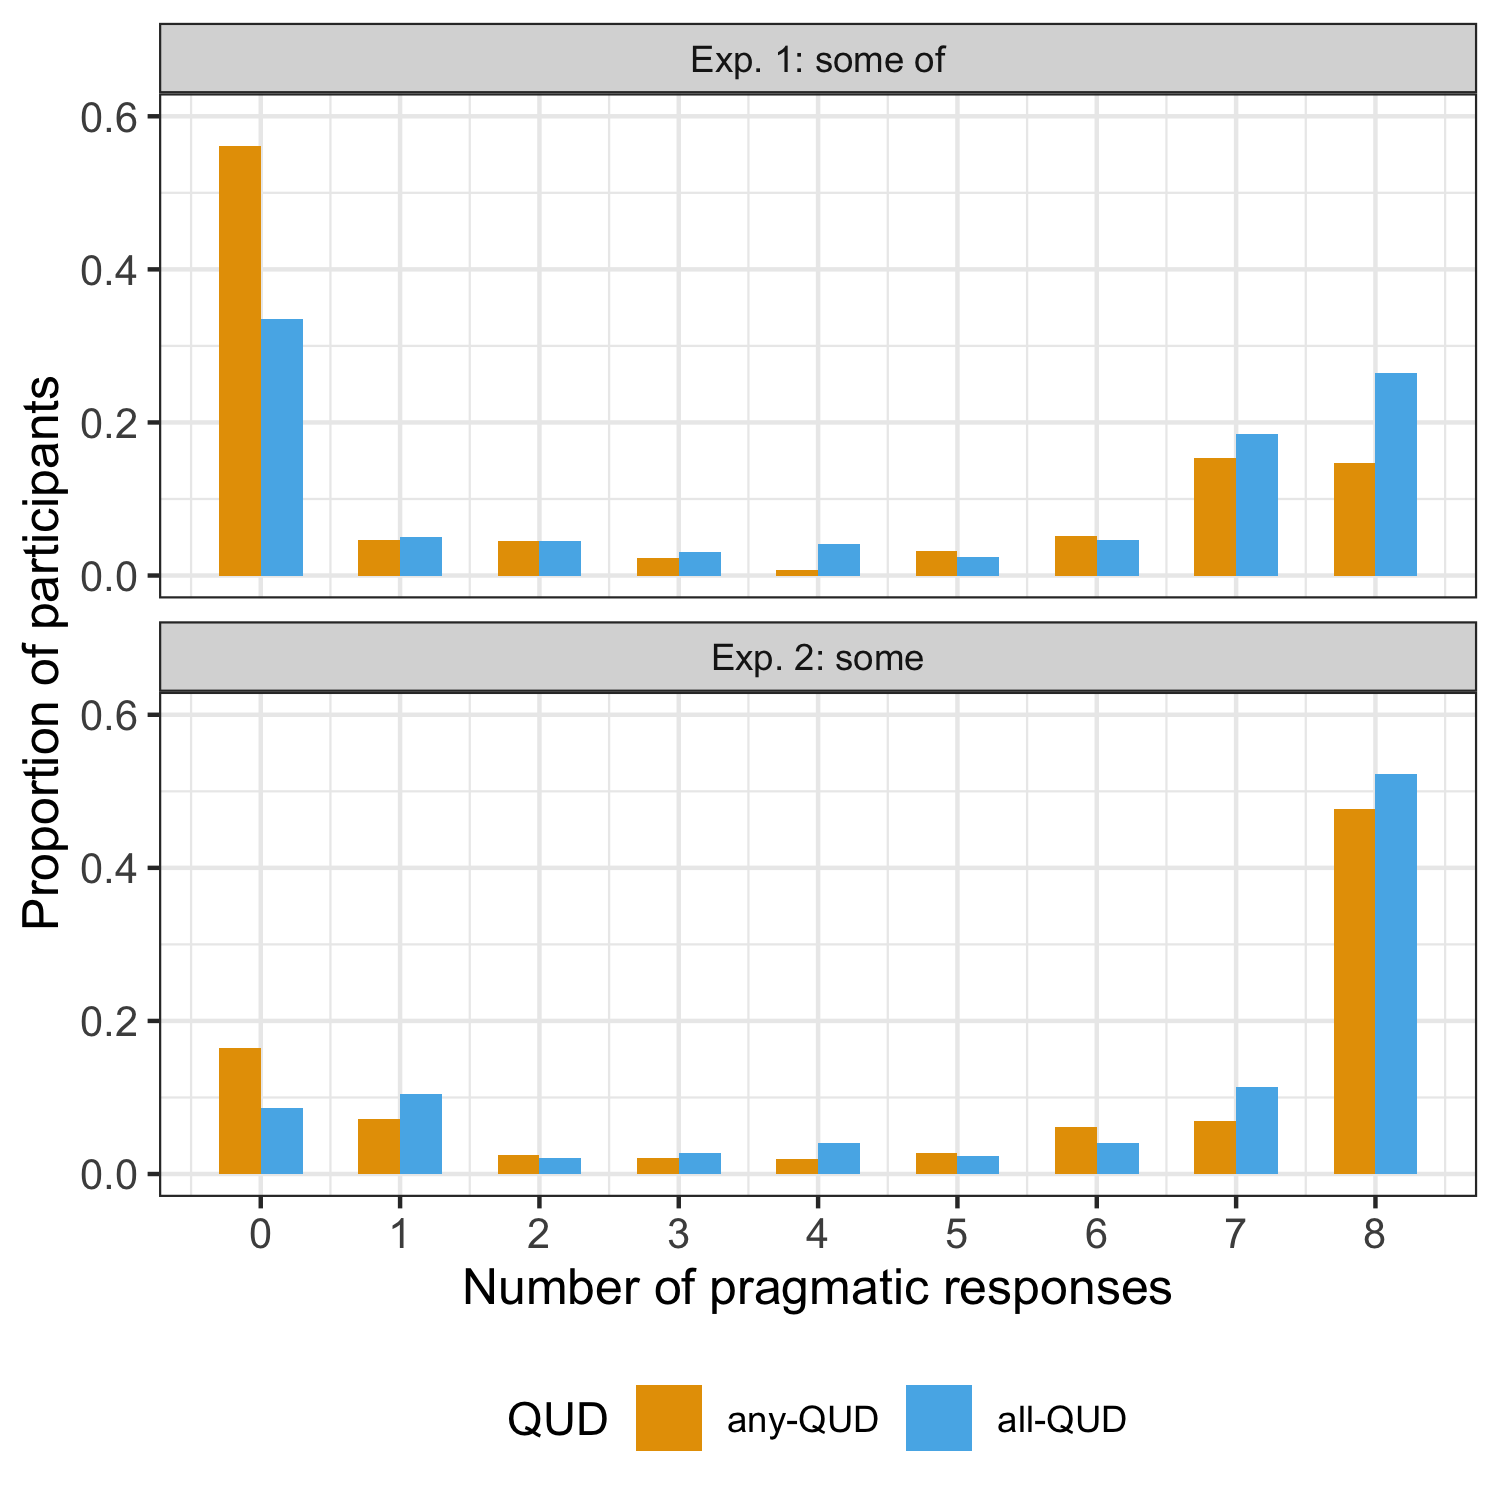 Exp. 1: some of
0.6
0.4
0.2
0.0
Exp. 2: some
0.6
0.4
0.2
0.0
Proportion of participants
0 1 2 3 4 5 6 7 8
Number of pragmatic responses
QUD any-QUD all-QUD